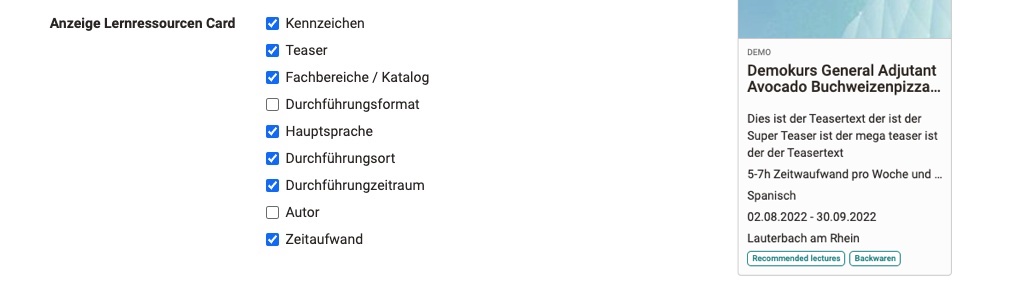 Anzeige Lernressourcen Card
Kennzeichen
Teaser
Fachbereiche / Katalog
Durchführungsformat
Hauptsprache
Durchführungsort
Durchführungzeitraum
Autor
Zeitaufwand
DEMO
Demokurs General Adjutant
Avocado Buchweizenpizza...
Dies ist der Teasertext der ist der
Super Teaser ist der mega teaser ist
der der Teasertext
5-7h Zeitwaufwand pro Woche und ...
Spanisch
02.08.2022 - 30.09.2022
Lauterbach am Rhein
Recommended lectures Backwaren